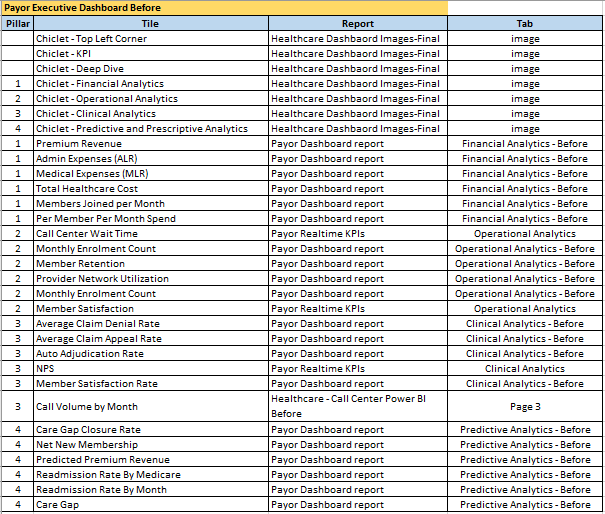 Payor Executive Dashboard Before
Pillar Tile Report Tab
Chiclet - Top Left Corner Healthcare Dashbaord Images-Final image
Chiclet - KPI Healthcare Dashbaord Images-Final image
Chiclet - Deep Dive Healthcare Dashbaord Images-Final image
1 Chiclet - Financial Analytics Healthcare Dashbaord Images-Final image
2 Chiclet - Operational Analytics Healthcare Dashbaord Images-Final image
3 Chiclet - Clinical Analytics Healthcare Dashbaord Images-Final image
4 Chiclet - Predictive and Prescriptive Analytics Healthcare Dashbaord Images-Final image
1 Premium Revenue Payor Dashboard report Financial Analytics - Before
1 Admin Expenses (ALR) Payor Dashboard report Financial Analytics - Before
1 Medical Expenses (MLR) Payor Dashboard report Financial Analytics - Before
1 Total Healthcare Cost Payor Dashboard report Financial Analytics - Before
1 Members Joined per Month Payor Dashboard report Financial Analytics - Before
1 Per Member Per Month Spend Payor Dashboard report Financial Analytics - Before
2 Call Center Wait Time Payor Realtime KPIs Operational Analytics
2 Monthly Enrolment Count Payor Dashboard report Operational Analytics - Before
2 Member Retention Payor Dashboard report Operational Analytics - Before
2 Provider Network Utilization Payor Dashboard report Operational Analytics - Before
2 Monthly Enrolment Count Payor Dashboard report Operational Analytics - Before
2 Member Satisfaction Payor Realtime KPIs Operational Analytics
3 Average Claim Denial Rate Payor Dashboard report Clinical Analytics - Before
3 Average Claim Appeal Rate Payor Dashboard report Clinical Analytics - Before
3 Auto Adjudication Rate Payor Dashboard report Clinical Analytics - Before
3 NPS Payor Realtime KPIs Clinical Analytics
3 Member Satisfaction Rate Payor Dashboard report Clinical Analytics - Before
3 Call Volume by Month Healthcare - Call Center Power BI Page 3
Before
4 Care Gap Closure Rate Payor Dashboard report Predictive Analytics - Before
4 Net New Membership Payor Dashboard report Predictive Analytics - Before
4 Predicted Premium Revenue Payor Dashboard report Predictive Analytics - Before
4 Readmission Rate By Medicare Payor Dashboard report Predictive Analytics - Before
4 Readmission Rate By Month Payor Dashboard report Predictive Analytics - Before
4 Care Gap Payor Dashboard report Predictive Analytics - Before